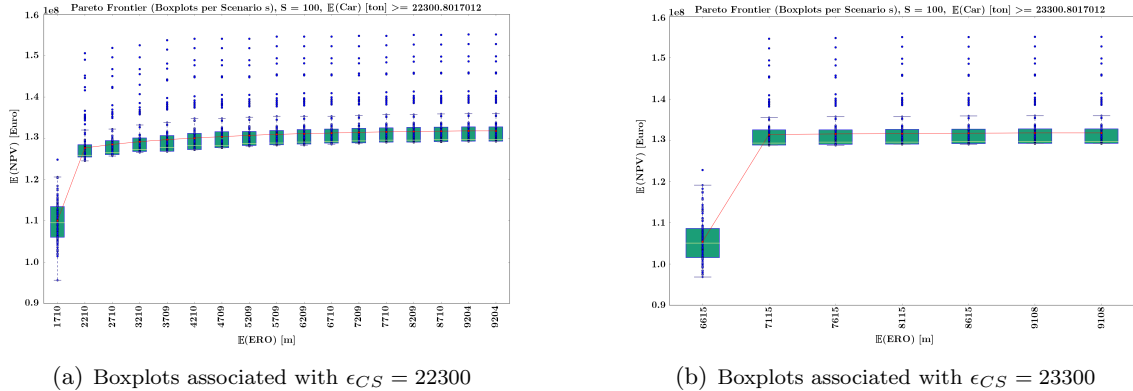 Pareto Frontier (Boxplots per Scenario s), S = 100, 𝔼(Car) [ton] >= 22300.8017012
1e8
1.6
1.5
1.4
1.3
1.2
1.1
1.0
0.9
𝔼(NPV) [Euro]
1710 2210 2710 3210 3709 4210 4709 5209 5709 6209 6710 7209 7710 8209 8710 9204 9204
𝔼(ERO) [m]
(a) Boxplots associated with ϵCS = 22300
Pareto Frontier (Boxplots per Scenario s), S = 100, 𝔼(Car) [ton] >= 23300.8017012
1e8
1.6
1.5
1.4
1.3
1.2
1.1
1.0
0.9
𝔼(NPV) [Euro]
6615 7115 7615 8115 8615 9108 9108
𝔼(ERO) [m]
(b) Boxplots associated with ϵCS = 23300